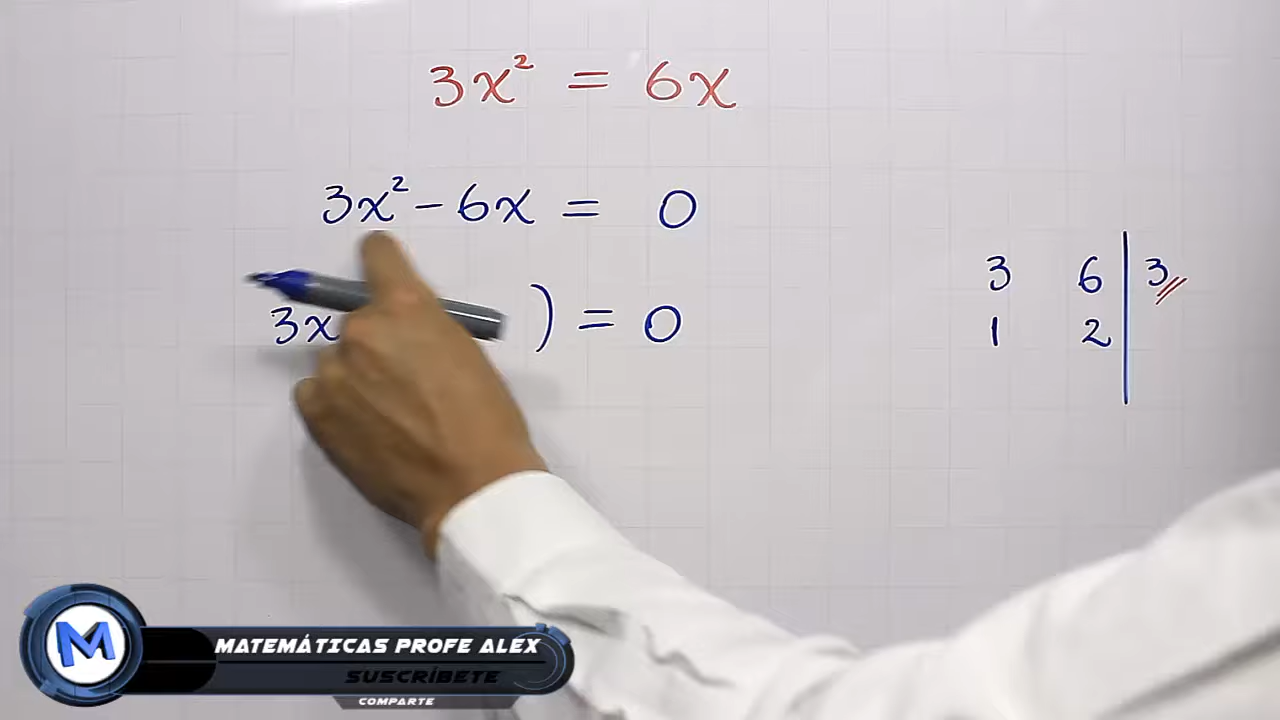 3x² = 6x
3x² - 6x = 0
3x ) = 0
3 6 3
1 2
M
MATEMÁTICAS PROFE ALEX
SUSCRÍBETE
COMPARTE